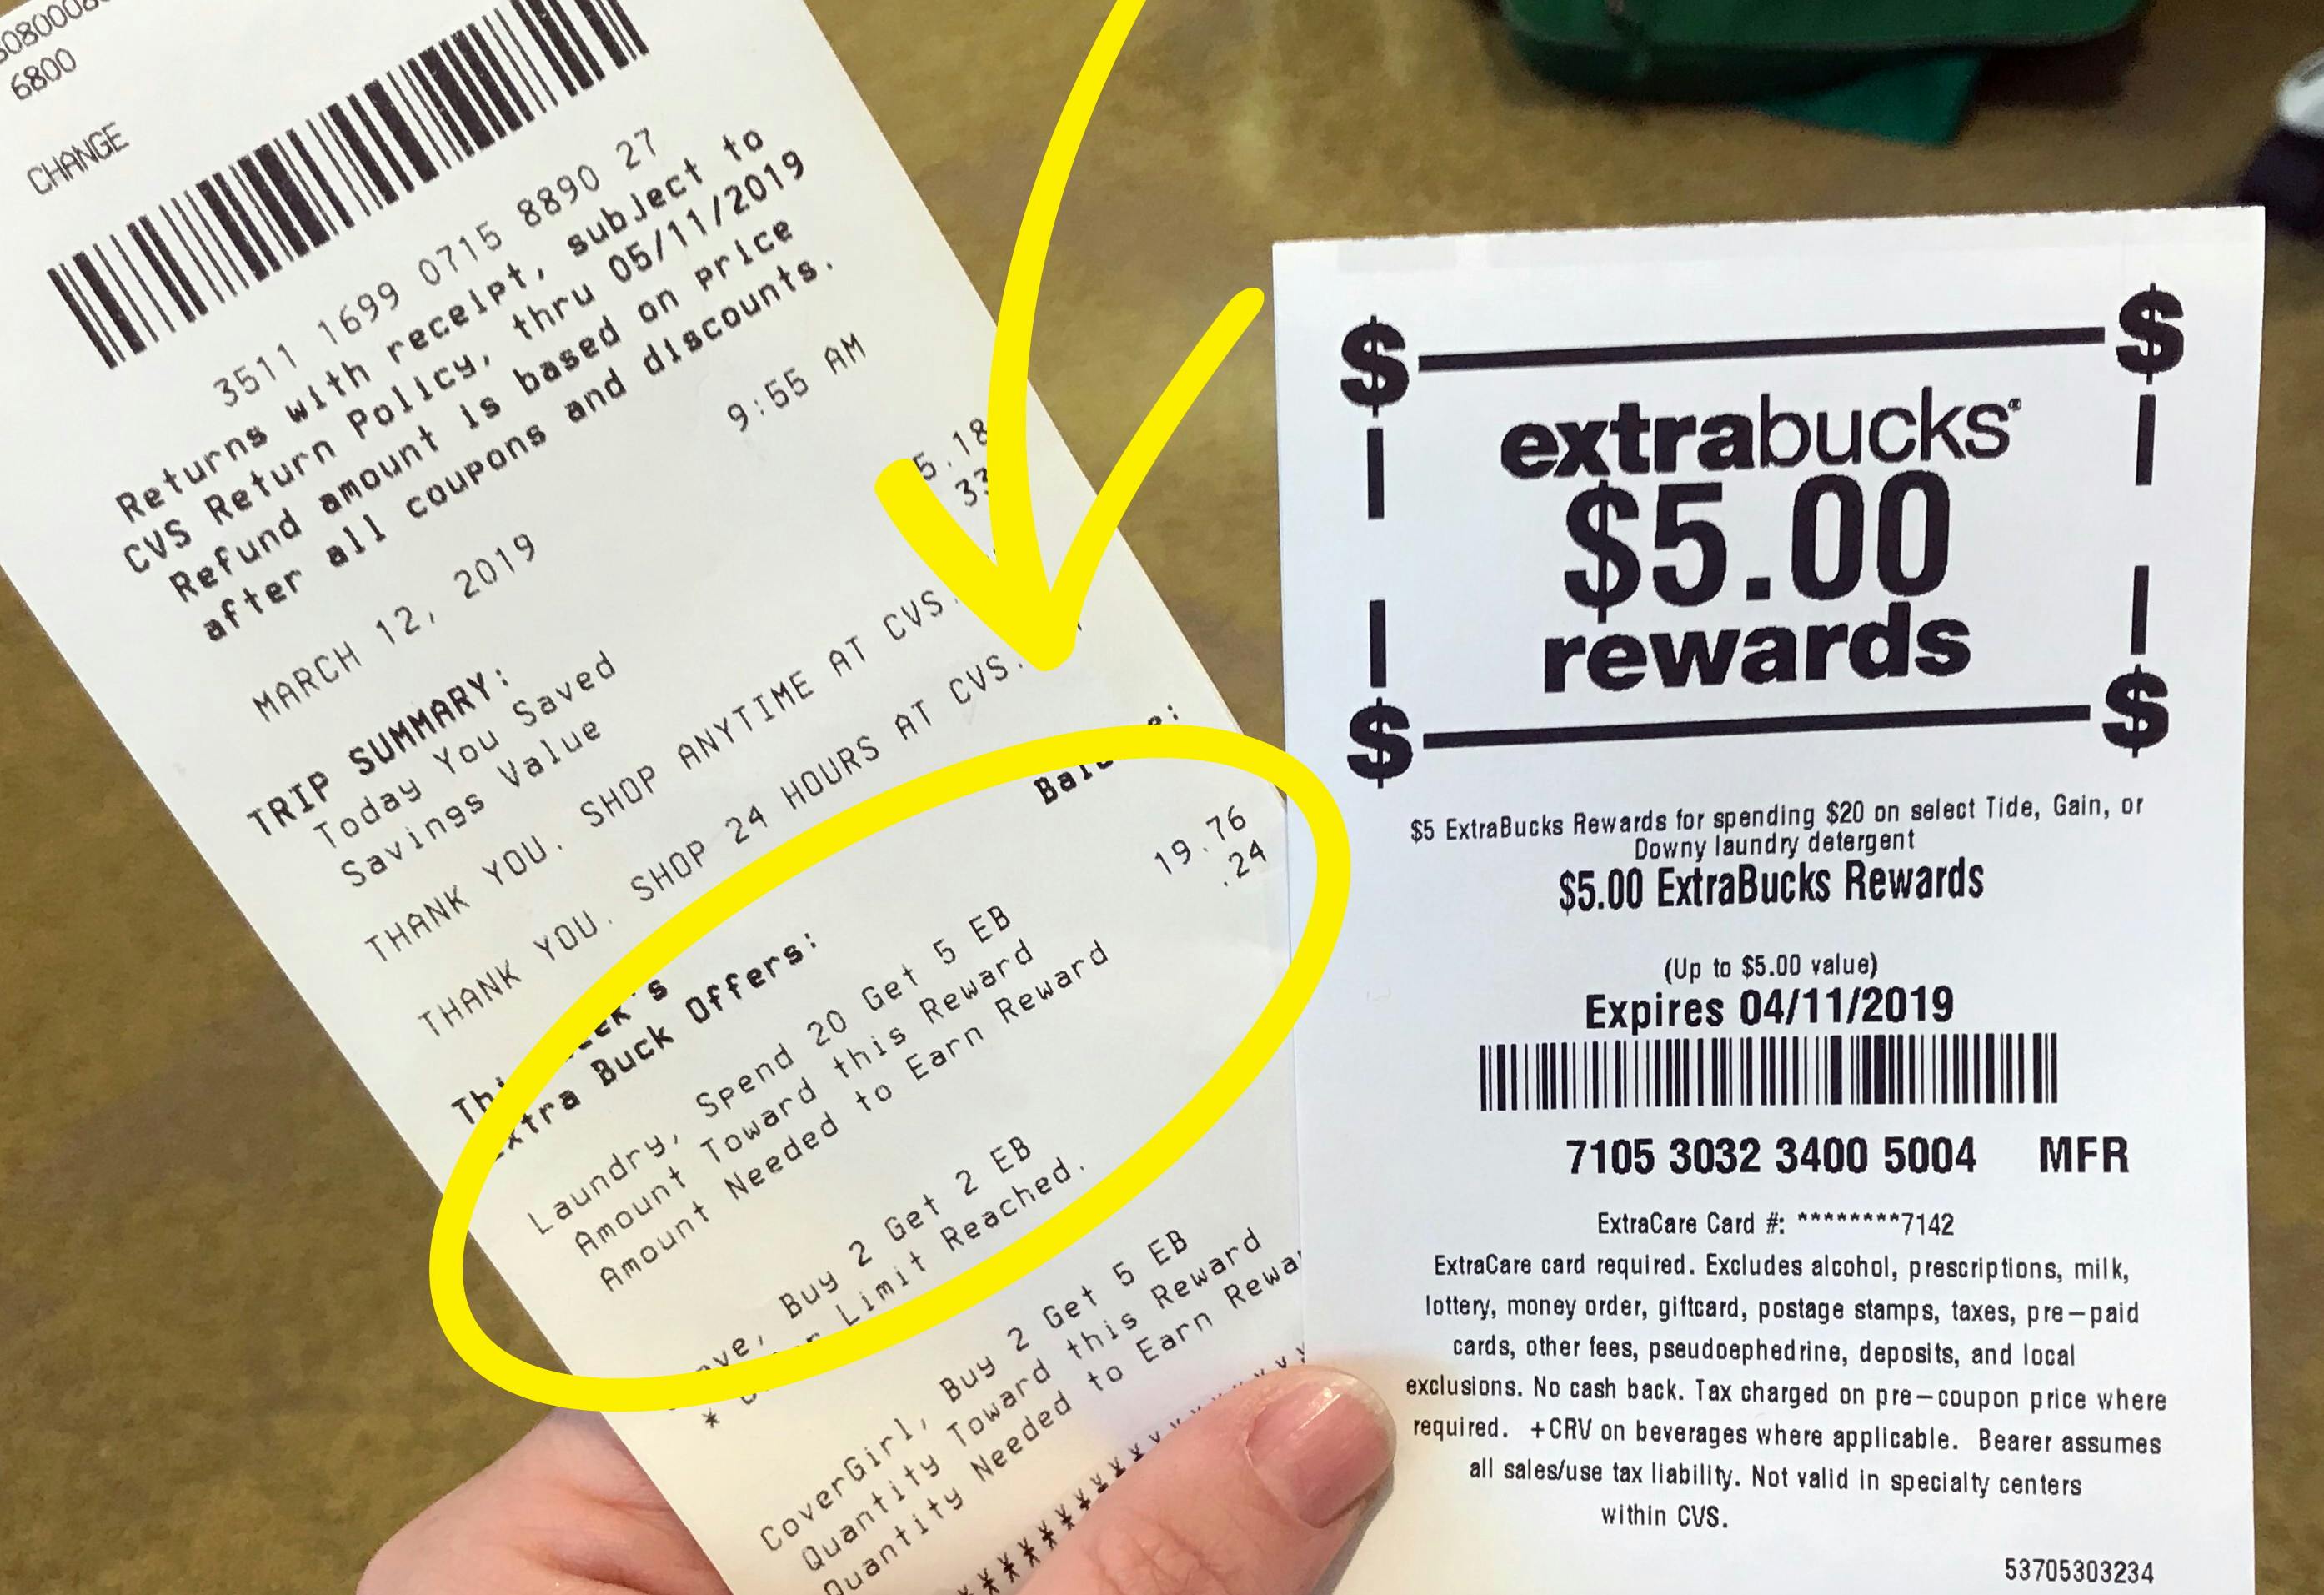 6800
CHANGE
3511 1699 0715 8890 27
Returns with receipt, subject to
CVS Return Policy, thru 05/11/2019
Refund amount is based on price
after all coupons and discounts.
MARCH 12, 2019 9:55 AM
TRIP SUMMARY:
Today You Saved 5.18
Savings Value 33
THANK YOU. SHOP ANYTIME AT CVS.
THANK YOU. SHOP 24 HOURS AT CVS.
Extra Buck Offers:
Laundry, Spend 20 Get 5 EB
Amount Toward this Reward 19.76
Amount Needed to Earn Reward .24
Buy 2 Get 2 EB
* Limit Reached.
CoverGirl, Buy 2 Get 5 EB
Quantity Toward this Reward
Quantity Needed to Earn
$ $
extrabucks
$5.00
rewards
$ $
$5 ExtraBucks Rewards for spending $20 on select Tide, Gain, or
Downy laundry detergent
$5.00 ExtraBucks Rewards
(Up to $5.00 value)
Expires 04/11/2019
7105 3032 3400 5004 MFR
ExtraCare Card #: ********7142
ExtraCare card required. Excludes alcohol, prescriptions, milk,
lottery, money order, giftcard, postage stamps, taxes, pre-paid
cards, other fees, pseudoephedrine, deposits, and local
exclusions. No cash back. Tax charged on pre-coupon price where
required. +CRV on beverages where applicable. Bearer assumes
all sales/use tax liability. Not valid in specialty centers
within CVS.
53705303234